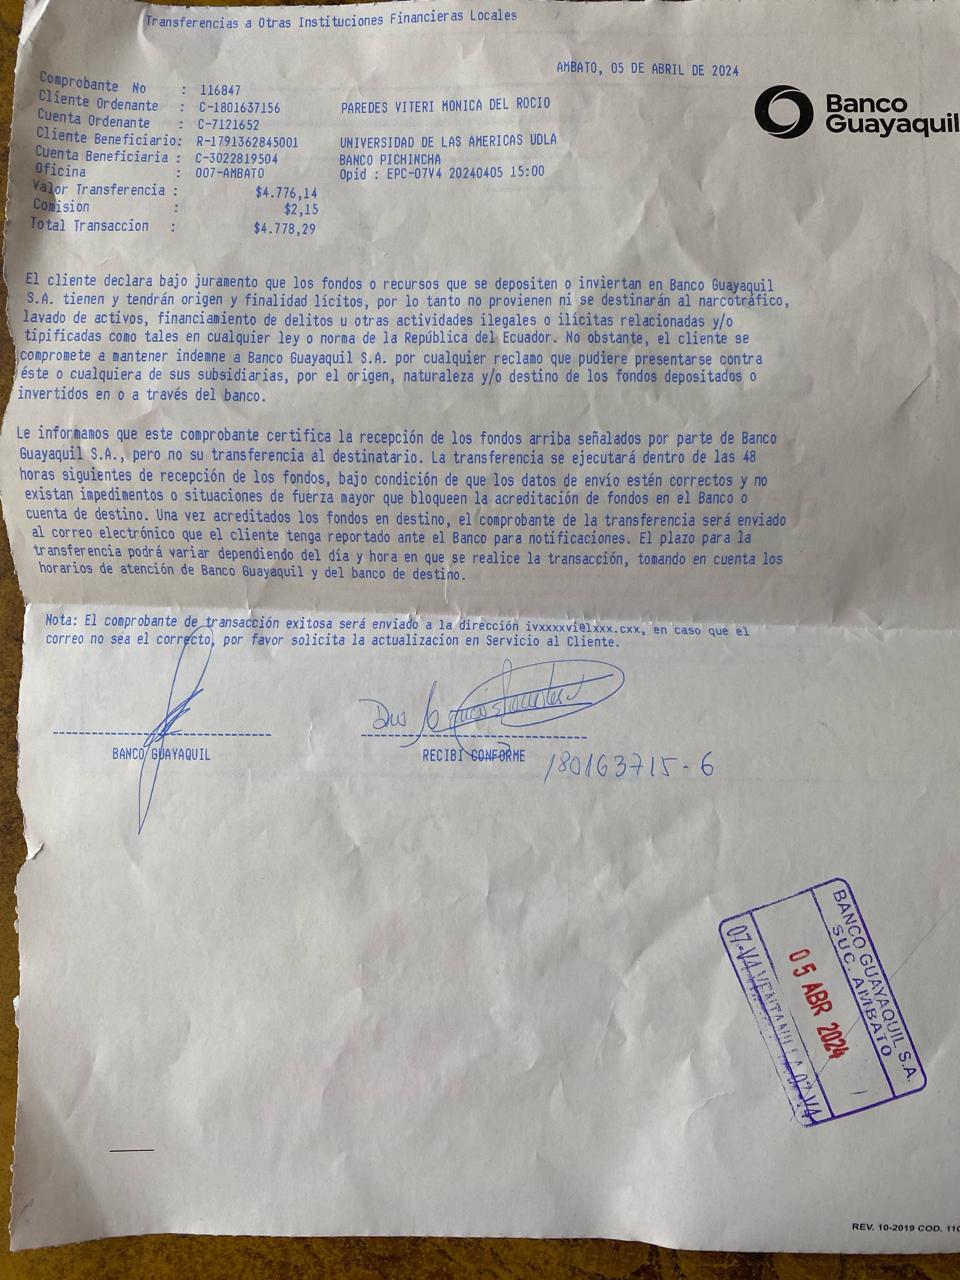 Transferencias a Otras Instituciones Financieras Locales
AMBATO, 05 DE ABRIL DE 2024
Banco
Guayaquil
Comprobante No : 116847
Cliente Ordenante : C-1801637156 PAREDES VITERI MONICA DEL ROCIO
Cuenta Ordenante : C-7121652
Cliente Beneficiario: R-1791362845001 UNIVERSIDAD DE LAS AMERICAS UDLA
Cuenta Beneficiaria : C-3022819504 BANCO PICHINCHA
Oficina : 007-AMBATO Opid : EPC-07V4 20240405 15:00
Valor Transferencia : $4.776,14
Comision : $2,15
Total Transaccion : $4.778,29
El cliente declara bajo juramento que los fondos o recursos que se depositen o inviertan en Banco Guayaquil
S.A. tienen y tendrán origen y finalidad lícitos, por lo tanto no provienen ni se destinarán al narcotráfico,
lavado de activos, financiamiento de delitos u otras actividades ilegales o ilícitas relacionadas y/o
tipificadas como tales en cualquier ley o norma de la República del Ecuador. No obstante, el cliente se
compromete a mantener indemne a Banco Guayaquil S.A. por cualquier reclamo que pudiere presentarse contra
éste o cualquiera de sus subsidiarias, por el origen, naturaleza y/o destino de los fondos depositados o
invertidos en o a través del banco.
Le informamos que este comprobante certifica la recepción de los fondos arriba señalados por parte de Banco
Guayaquil S.A., pero no su transferencia al destinatario. La transferencia se ejecutará dentro de las 48
horas siguientes de recepción de los fondos, bajo condición de que los datos de envío estén correctos y no
existan impedimentos o situaciones de fuerza mayor que bloqueen la acreditación de fondos en el Banco o
cuenta de destino. Una vez acreditados los fondos en destino, el comprobante de la transferencia será enviado
al correo electrónico que el cliente tenga reportado ante el Banco para notificaciones. El plazo para la
transferencia podrá variar dependiendo del día y hora en que se realice la transacción, tomando en cuenta los
horarios de atención de Banco Guayaquil y del banco de destino.
Nota: El comprobante de transacción exitosa será enviado a la dirección ivxxxxvi@lxxx.cxx, en caso que el
correo no sea el correcto, por favor solicita la actualizacion en Servicio al Cliente.
BANCO GUAYAQUIL RECIBI CONFORME
180163715-6
BANCO GUAYAQUIL S.A.
SUC. AMBATO
05 ABR 2024
07-V4 VENTANILLA 07-V4
REV. 10-2019 COD. 110